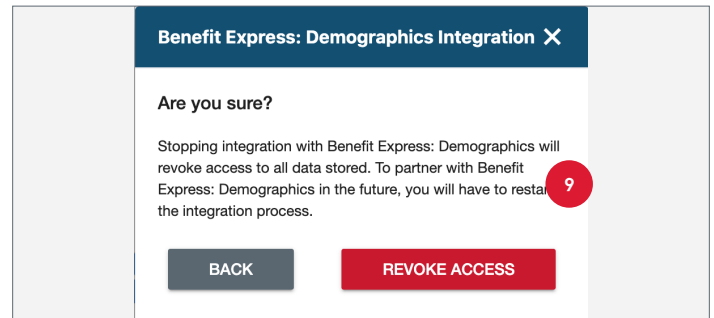 Benefit Express: Demographics Integration ✕
Are you sure?
Stopping integration with Benefit Express: Demographics will
revoke access to all data stored. To partner with Benefit
Express: Demographics in the future, you will have to restar
9
the integration process.
BACK REVOKE ACCESS